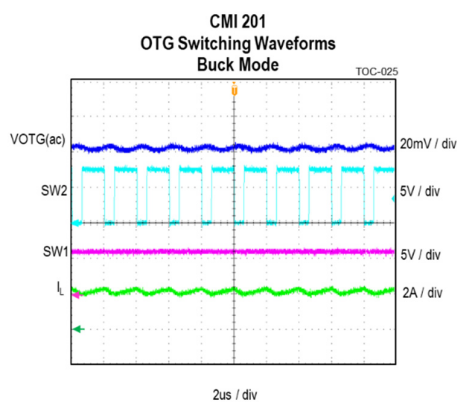 CMI 201
OTG Switching Waveforms
Buck Mode
TOC-025
VOTG(ac)
20mV / div
SW2
5V / div
SW1
5V / div
IL
2A / div
2us / div